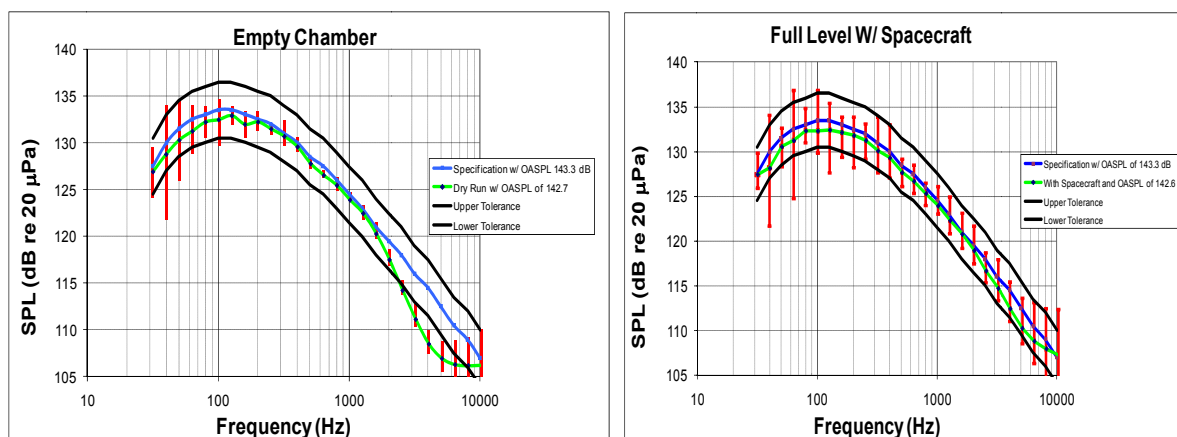 Empty Chamber
SPL (dB re 20 µPa)
140
135
130
125
120
115
110
105
10
100
1000
10000
Frequency (Hz)
Specification w/ OASPL 143.3 dB
Dry Run w/ OASPL of 142.7
Upper Tolerance
Lower Tolerance
Full Level W/ Spacecraft
SPL (dB re 20 µPa)
140
135
130
125
120
115
110
105
10
100
1000
10000
Frequency (Hz)
Specification w/ OASPL of 143.3 dB
With Spacecraft and OASPL of 142.6
Upper Tolerance
Lower Tolerance